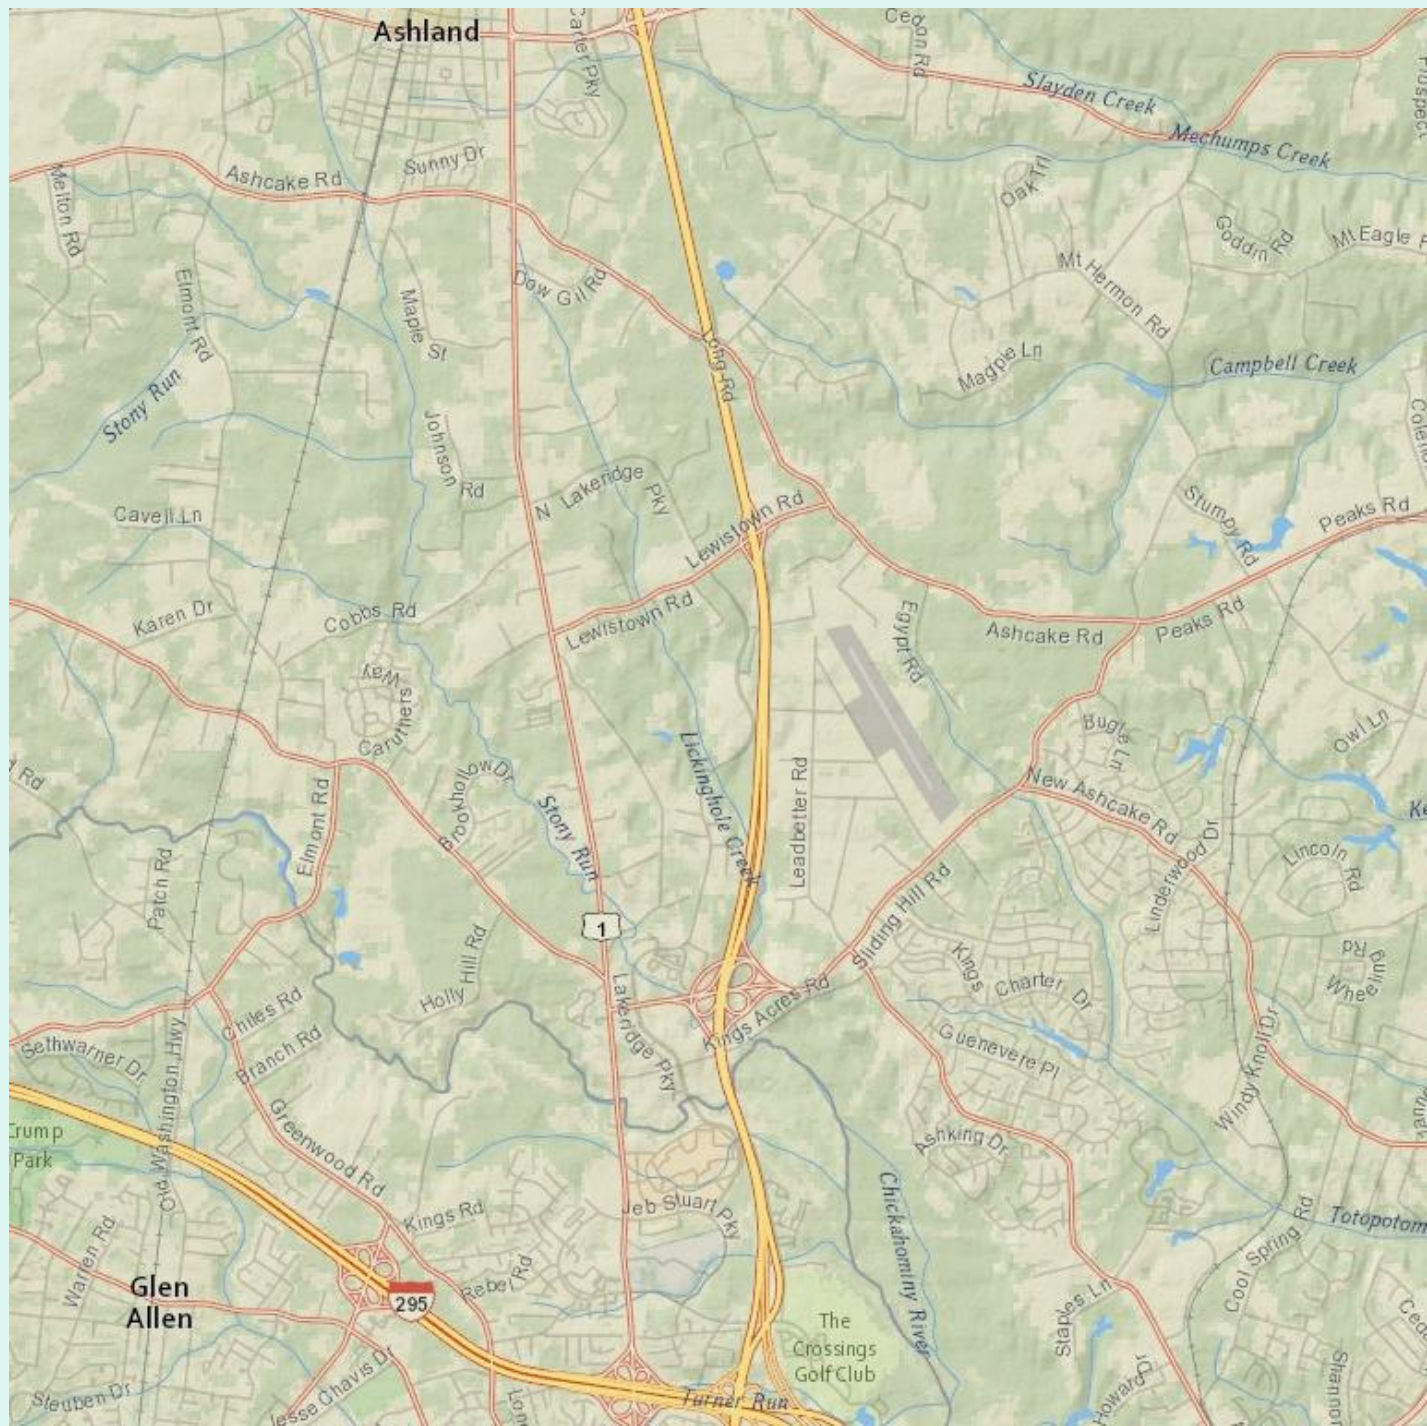 Ashland
Carter Pky
Cedon Rd
Slayden Creek
Mechumps Creek
Prospect
Sunny Dr
Ashcake Rd
Melton Rd
Oak Trl
Goddin Rd
Mt Eagle
Mt Hermon Rd
Elmont Rd
Dow Gil Rd
Maple St
Long Rd
Magpie Ln
Campbell Creek
Stony Run
Johnson Rd
N Lakeridge Pky
Cavell Ln
Lewistown Rd
Stumpy Rd
Peaks Rd
Karen Dr
Cobbs Rd
Lewistown Rd
Egypt Rd
Ashcake Rd
Peaks Rd
Caruthers Way
Bugle Ln
Owl Ln
Rd
Brookhollow Dr
Lickinghole Creek
Leadbetter Rd
New Ashcake Rd
Elmont Rd
Stony Run
Linderwood Dr
Lincoln Rd
Patch Rd
1
Sliding Hill Rd
Holly Hill Rd
Kings Charter Dr
Wheeling Rd
Chiles Rd
Lakeridge Pky
Kings Acres Rd
Sethwarner Dr
Branch Rd
Guenevere Pl
Windy Knoll Dr
Old Washington Hwy
Crump
Park
Greenwood Rd
Ashking Dr
Chickahominy River
Kings Rd
Jeb Stuart Pky
Totopotom
Warren Rd
Cool Spring Rd
Glen
Allen
295
Rebel Rd
Staples Ln
The
Crossings
Golf Club
Steuben Dr
Jesse Chavis Dr
Turner Run
Howard Dr